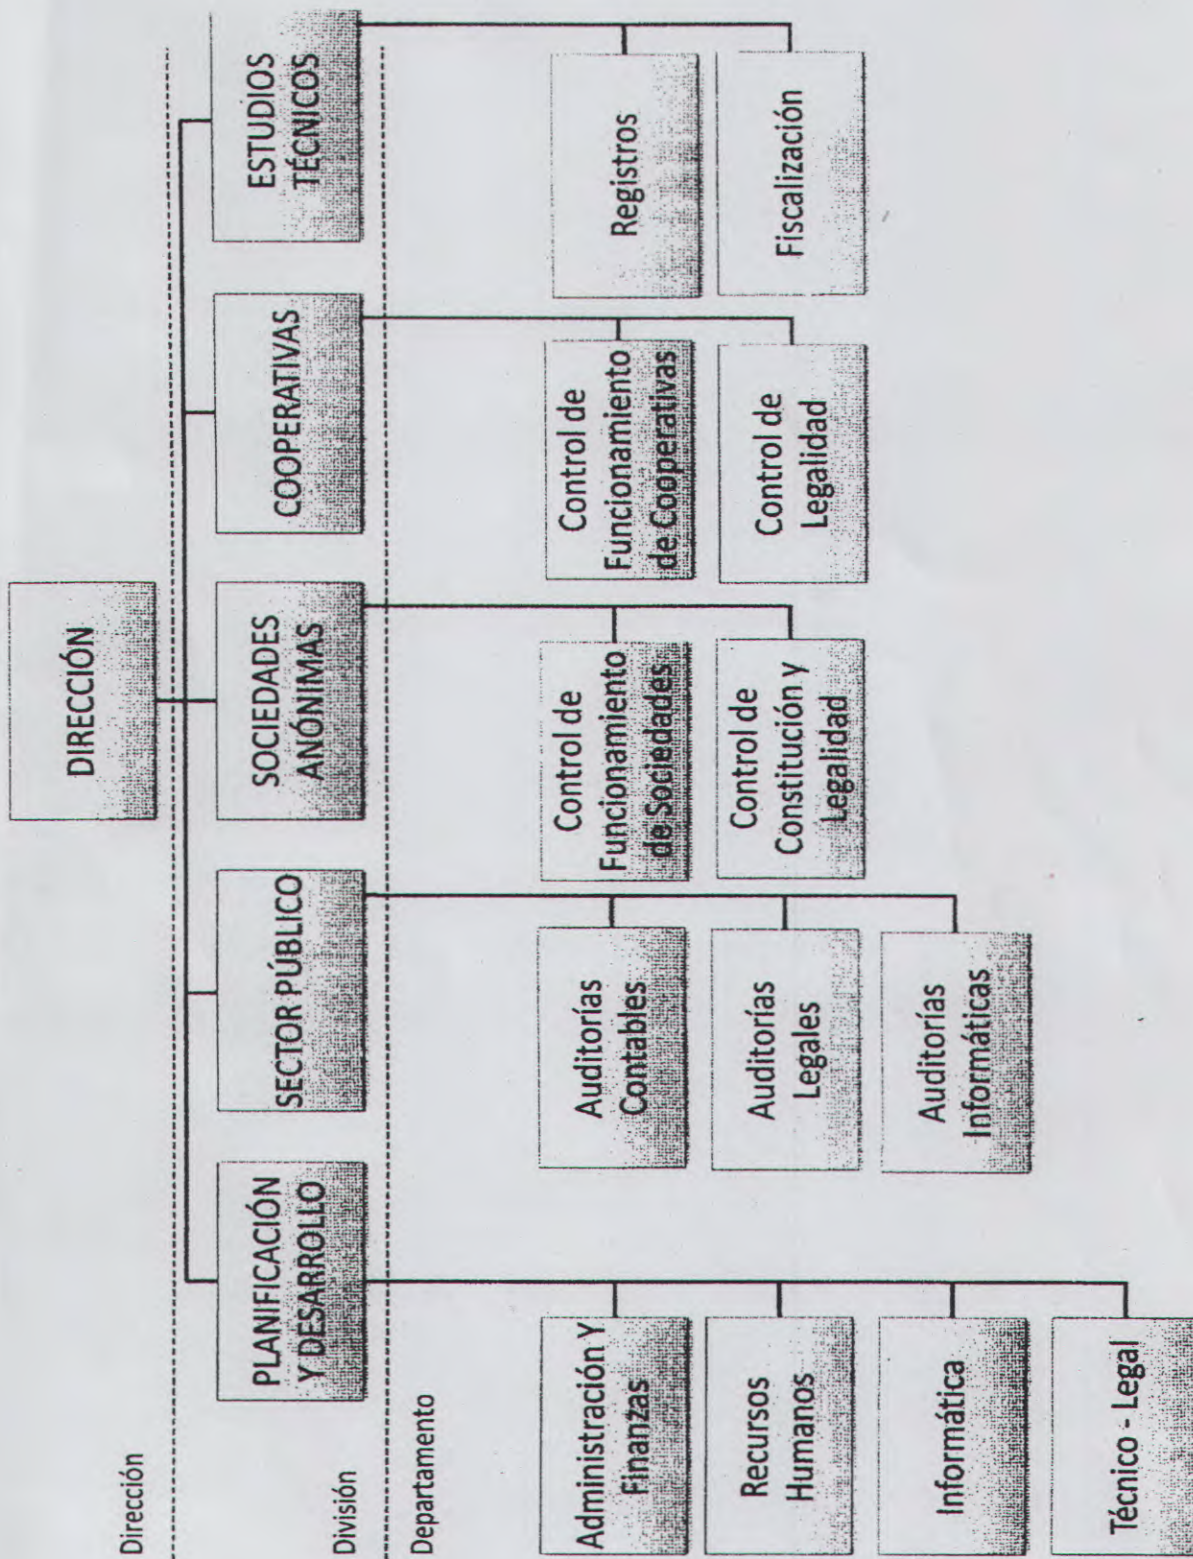 Dirección
DIRECCIÓN
División
PLANIFICACIÓN
Y DESARROLLO
SECTOR PÚBLICO
SOCIEDADES
ANÓNIMAS
COOPERATIVAS
ESTUDIOS
TÉCNICOS
Departamento
Administración Y
Finanzas
Recursos
Humanos
Informática
Técnico - Legal
Auditorías
Contables
Auditorías
Legales
Auditorías
Informáticas
Control de
Funcionamiento
de Sociedades
Control de
Constitución y
Legalidad
Control de
Funcionamiento
de Cooperativas
Control de
Legalidad
Registros
Fiscalización